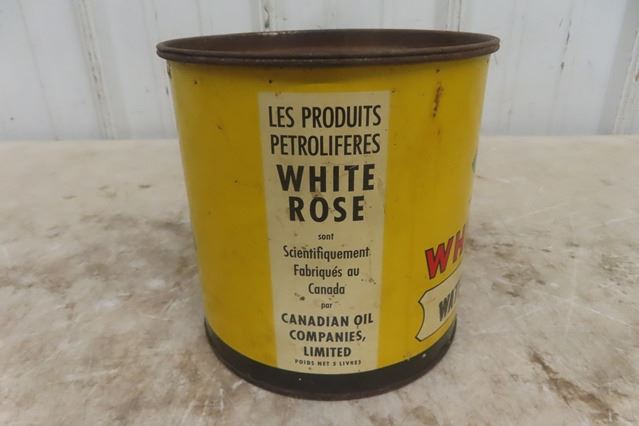 LES PRODUITS
PETROLIFERES
WHITE
ROSE
sont
Scientifiquement
Fabriqués au
Canada
par
CANADIAN OIL
COMPANIES,
LIMITED
POIDS NET 5 LIVRES
WH